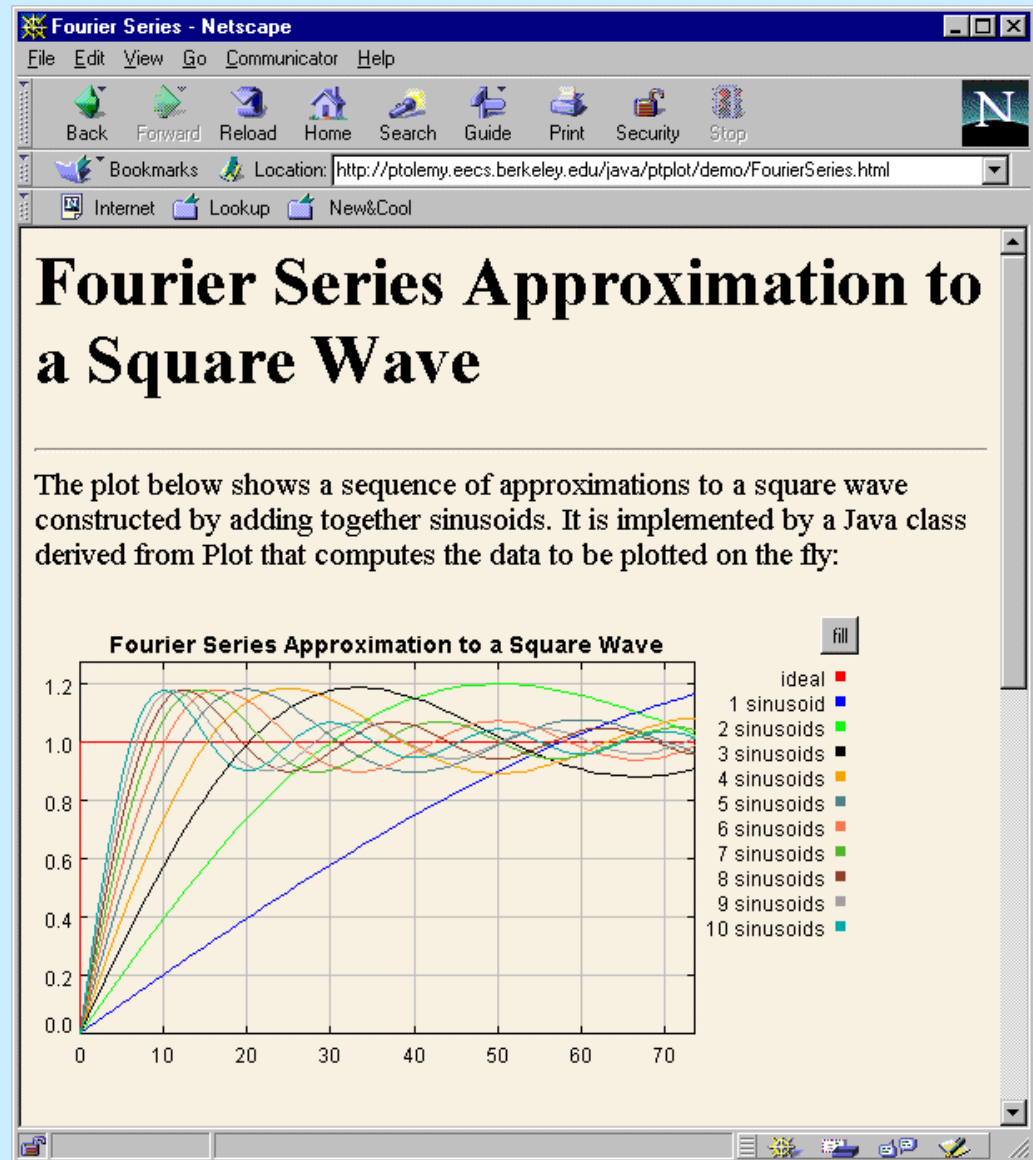 Fourier Series - Netscape
File Edit View Go Communicator Help
Back Forward Reload Home Search Guide Print Security Stop
N
Bookmarks Location: http://ptolemy.eecs.berkeley.edu/java/ptplot/demo/FourierSeries.html
Internet Lookup New&Cool
Fourier Series Approximation to
a Square Wave
The plot below shows a sequence of approximations to a square wave
constructed by adding together sinusoids. It is implemented by a Java class
derived from Plot that computes the data to be plotted on the fly:
Fourier Series Approximation to a Square Wave
fill
ideal
1 sinusoid
2 sinusoids
3 sinusoids
4 sinusoids
5 sinusoids
6 sinusoids
7 sinusoids
8 sinusoids
9 sinusoids
10 sinusoids
1.2
1.0
0.8
0.6
0.4
0.2
0.0
0 10 20 30 40 50 60 70